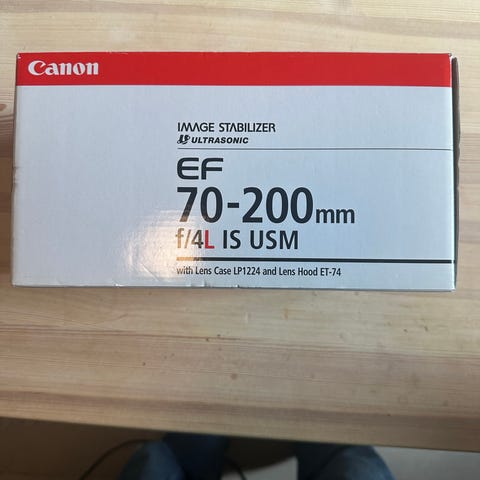 Canon
IMAGE STABILIZER
ULTRASONIC
EF
70-200mm
f/4L IS USM
with Lens Case LP1224 and Lens Hood ET-74